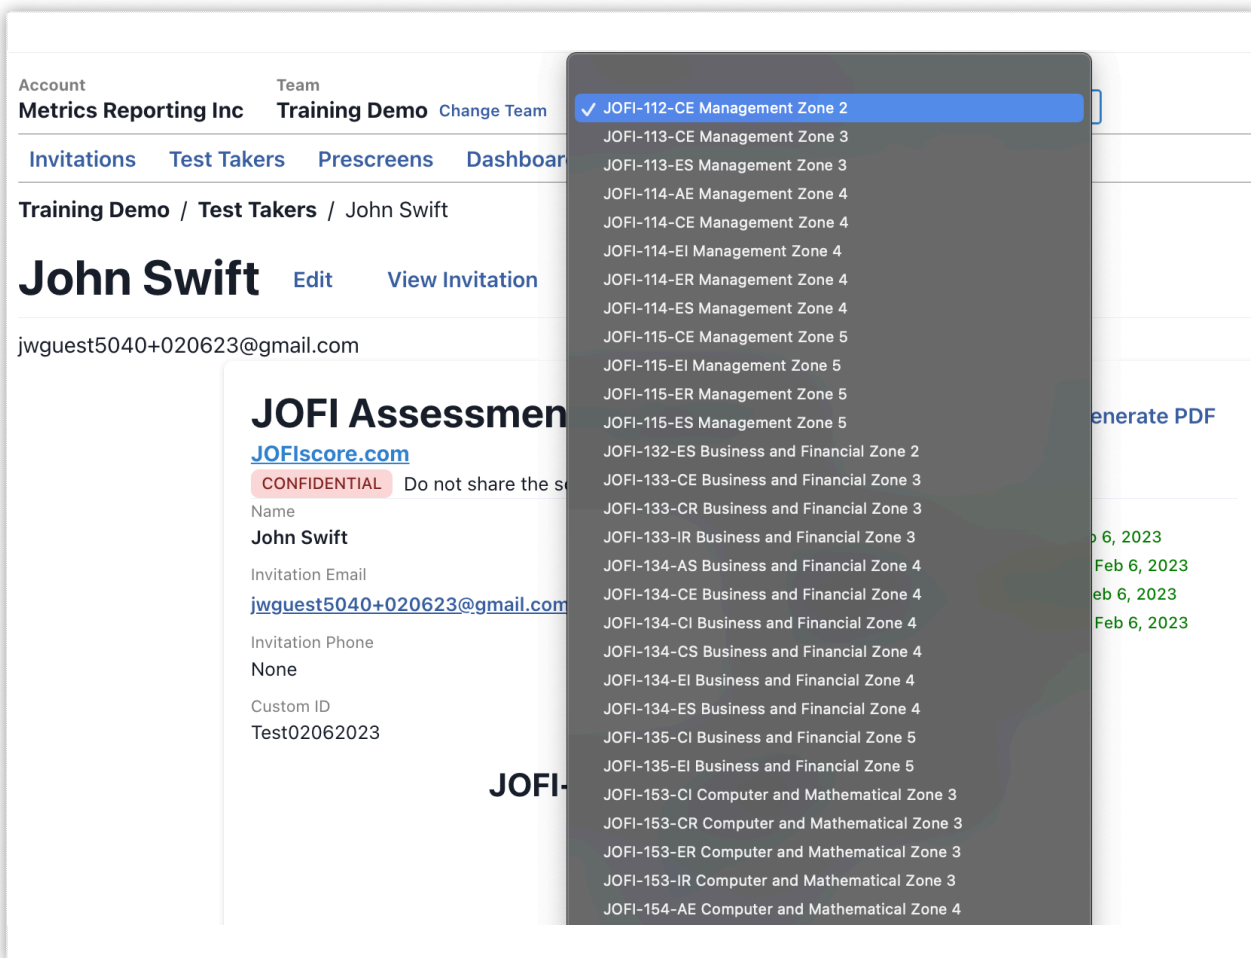 Account
Metrics Reporting Inc
Team
Training Demo Change Team
Invitations Test Takers Prescreens Dashboar
Training Demo / Test Takers / John Swift
John Swift Edit View Invitation
jwguest5040+020623@gmail.com
JOFI Assessmen
enerate PDF
JOFIscore.com
CONFIDENTIAL Do not share the s
Name
John Swift
Invitation Email
jwguest5040+020623@gmail.com
Invitation Phone
None
Custom ID
Test02062023
6, 2023
Feb 6, 2023
eb 6, 2023
Feb 6, 2023
JOFI-
✓ JOFI-112-CE Management Zone 2
JOFI-113-CE Management Zone 3
JOFI-113-ES Management Zone 3
JOFI-114-AE Management Zone 4
JOFI-114-CE Management Zone 4
JOFI-114-EI Management Zone 4
JOFI-114-ER Management Zone 4
JOFI-114-ES Management Zone 4
JOFI-115-CE Management Zone 5
JOFI-115-EI Management Zone 5
JOFI-115-ER Management Zone 5
JOFI-115-ES Management Zone 5
JOFI-132-ES Business and Financial Zone 2
JOFI-133-CE Business and Financial Zone 3
JOFI-133-CR Business and Financial Zone 3
JOFI-133-IR Business and Financial Zone 3
JOFI-134-AS Business and Financial Zone 4
JOFI-134-CE Business and Financial Zone 4
JOFI-134-CI Business and Financial Zone 4
JOFI-134-CS Business and Financial Zone 4
JOFI-134-EI Business and Financial Zone 4
JOFI-134-ES Business and Financial Zone 4
JOFI-135-CI Business and Financial Zone 5
JOFI-135-EI Business and Financial Zone 5
JOFI-153-CI Computer and Mathematical Zone 3
JOFI-153-CR Computer and Mathematical Zone 3
JOFI-153-ER Computer and Mathematical Zone 3
JOFI-153-IR Computer and Mathematical Zone 3
JOFI-154-AE Computer and Mathematical Zone 4